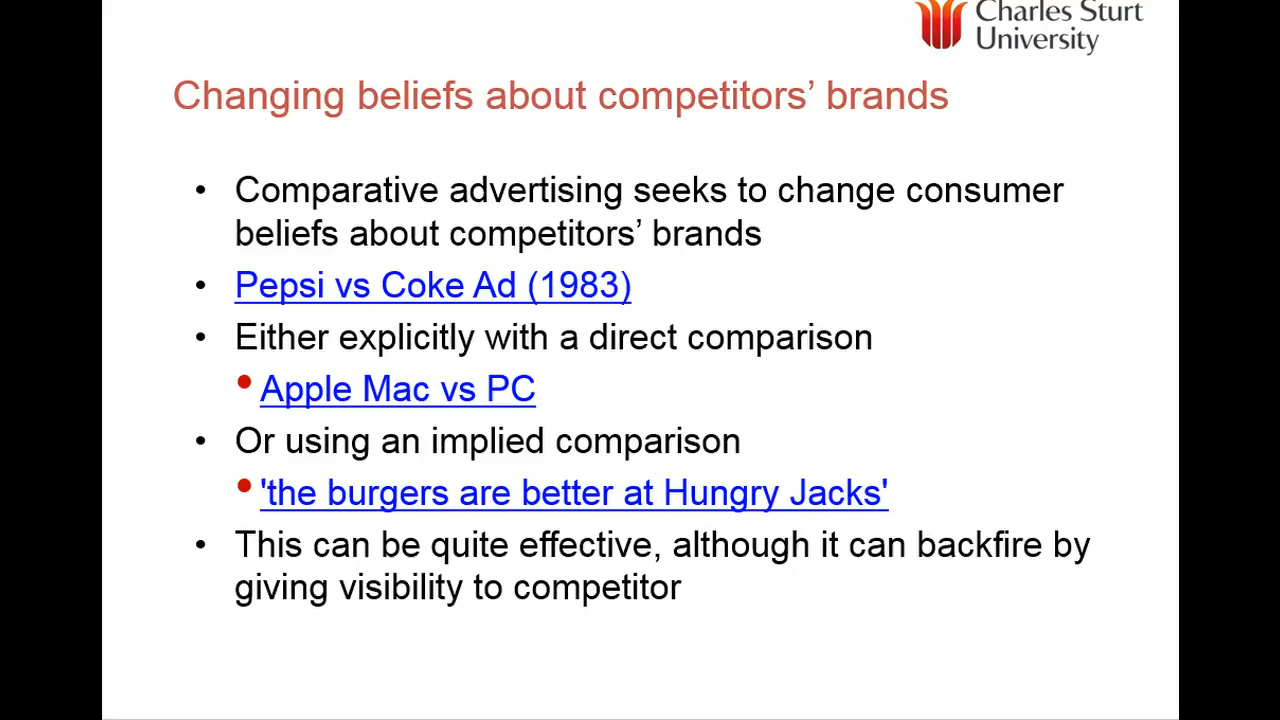 Charles Sturt
University
Changing beliefs about competitors’ brands
• Comparative advertising seeks to change consumer
beliefs about competitors’ brands
• Pepsi vs Coke Ad (1983)
• Either explicitly with a direct comparison
• Apple Mac vs PC
• Or using an implied comparison
• 'the burgers are better at Hungry Jacks'
• This can be quite effective, although it can backfire by
giving visibility to competitor